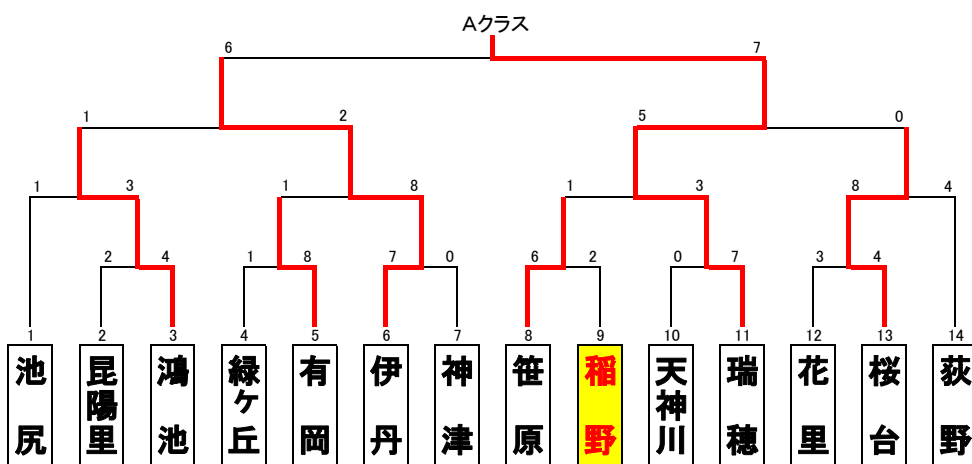 Aクラス
6 7
1 2 5 0
1 3 1 8 1 3 8 4
2 4 1 8 7 0 6 2 0 7 3 4
1 2 3 4 5 6 7 8 9 10 11 12 13 14
池尻
昆陽里
鴻池
緑ヶ丘
有岡
伊丹
神津
笹原
稲野
天神川
瑞穂
花里
桜台
荻野